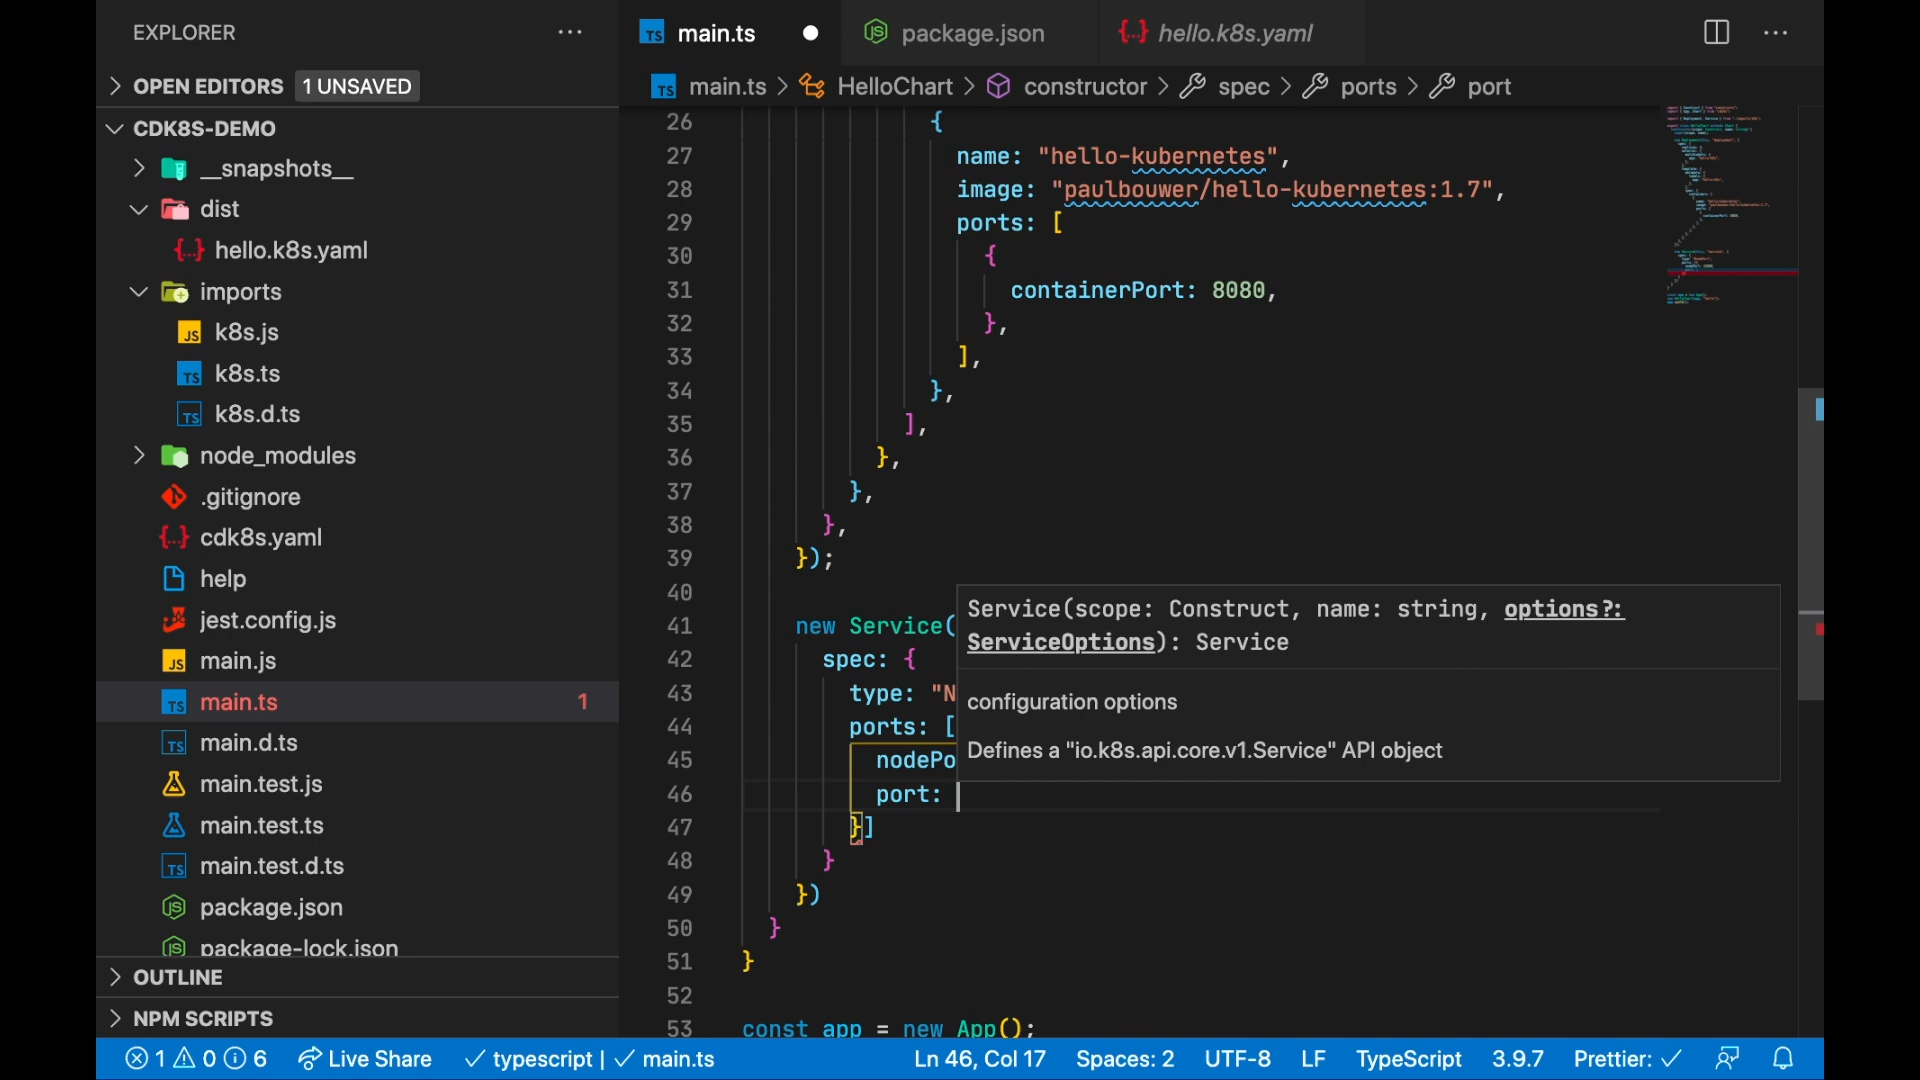 EXPLORER
OPEN EDITORS 1 UNSAVED
CDK8S-DEMO
__snapshots__
dist
hello.k8s.yaml
imports
k8s.js
k8s.ts
k8s.d.ts
node_modules
.gitignore
cdk8s.yaml
help
jest.config.js
main.js
main.ts 1
main.d.ts
main.test.js
main.test.ts
main.test.d.ts
package.json
package-lock.json
OUTLINE
NPM SCRIPTS
main.ts package.json hello.k8s.yaml
main.ts > HelloChart > constructor > spec > ports > port
26 {
27 name: "hello-kubernetes",
28 image: "paulbouwer/hello-kubernetes:1.7",
29 ports: [
30 {
31 containerPort: 8080,
32 },
33 ],
34 },
35 ],
36 },
37 },
38 },
39 });
40
41 new Service(
42 spec: {
43 type: "N
44 ports: [
45 nodePo
46 port:
47 }]
48 }
49 })
50 }
51 }
52
53 const app = new App();
Service(scope: Construct, name: string, options?:
ServiceOptions): Service
configuration options
Defines a "io.k8s.api.core.v1.Service" API object
1 0 6 Live Share typescript | main.ts Ln 46, Col 17 Spaces: 2 UTF-8 LF TypeScript 3.9.7 Prettier: